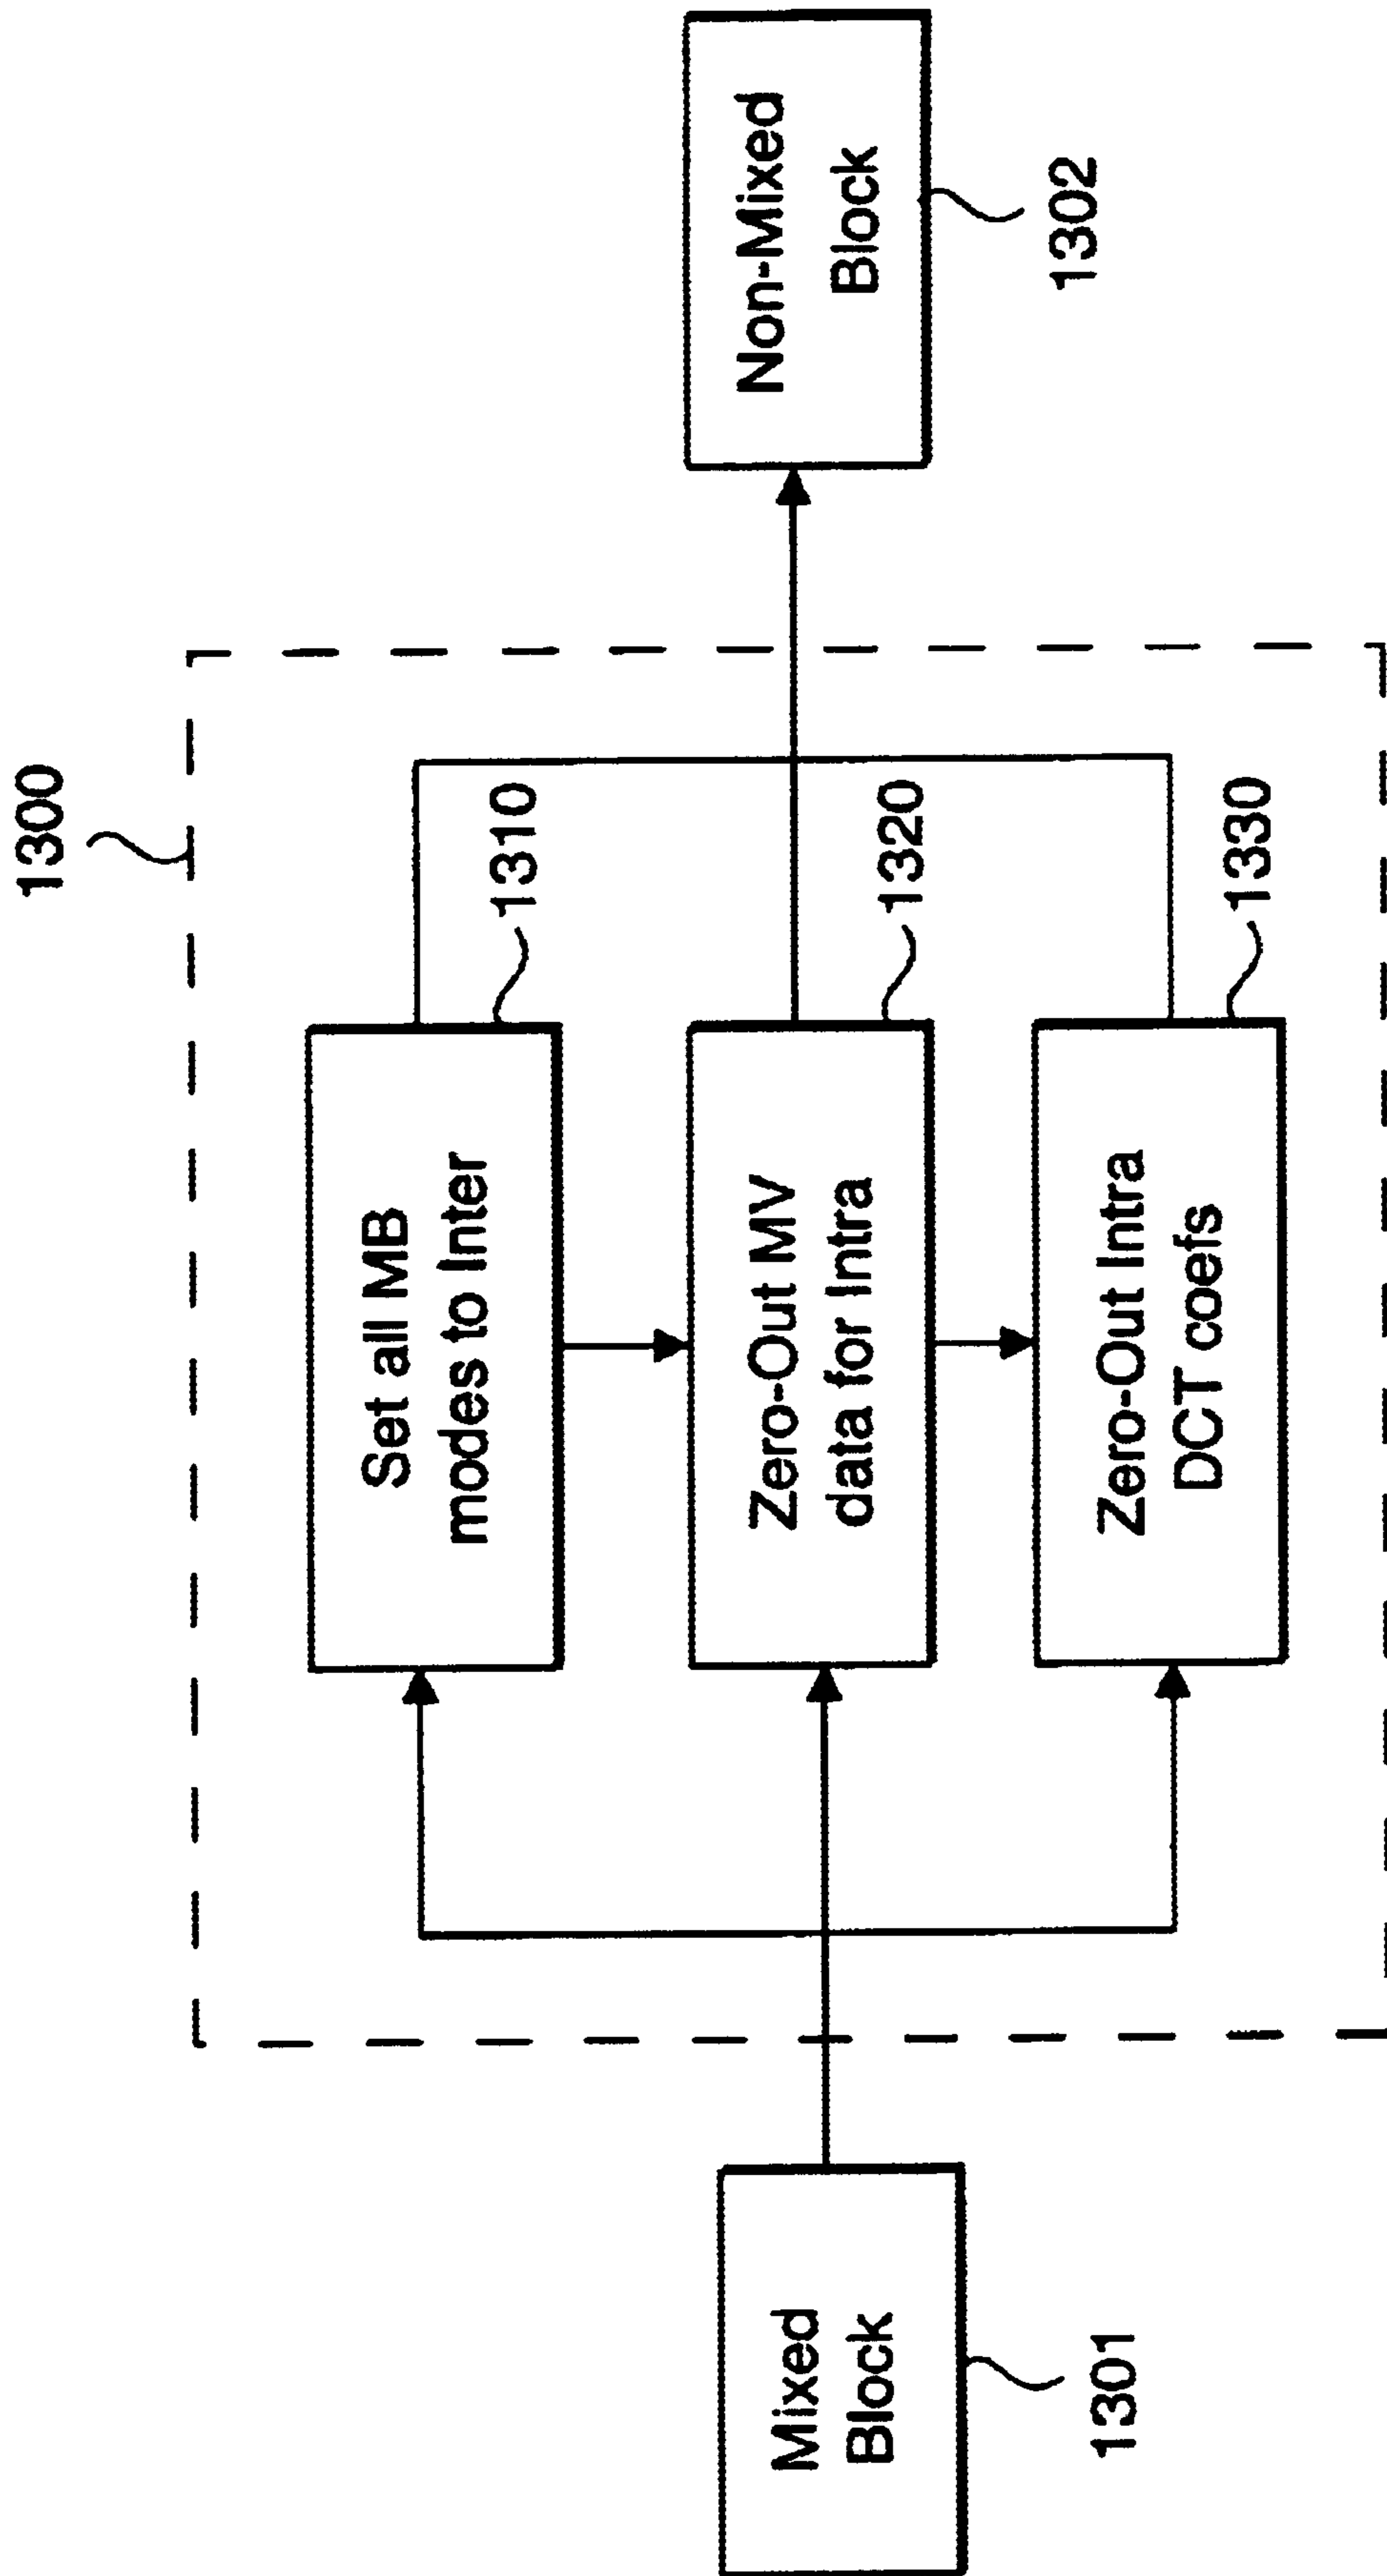 1300
Set all MB
modes to Inter
1310
Mixed
Block
1301
Zero-Out MV
data for Intra
1320
Non-Mixed
Block
1302
Zero-Out Intra
DCT coefs
1330